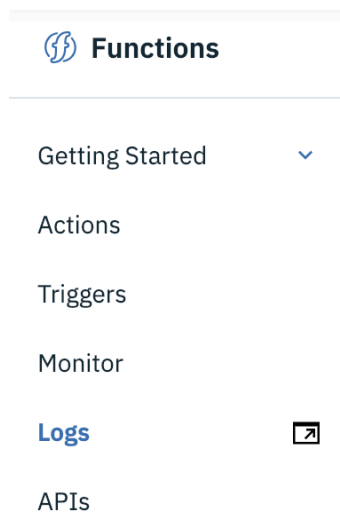 Functions
Getting Started
Actions
Triggers
Monitor
Logs
APIs